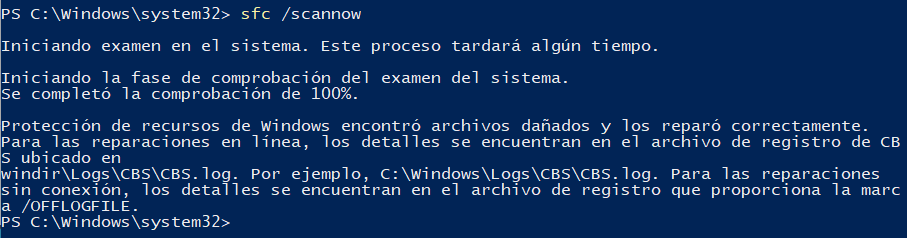 PS C:\Windows\system32> sfc /scannow
Iniciando examen en el sistema. Este proceso tardará algún tiempo.
Iniciando la fase de comprobación del examen del sistema.
Se completó la comprobación de 100%.
Protección de recursos de Windows encontró archivos dañados y los reparó correctamente.
Para las reparaciones en línea, los detalles se encuentran en el archivo de registro de CB
S ubicado en
windir\Logs\CBS\CBS.log. Por ejemplo, C:\Windows\Logs\CBS\CBS.log. Para las reparaciones
sin conexión, los detalles se encuentran en el archivo de registro que proporciona la marc
a /OFFLOGFILE.
PS C:\Windows\system32>